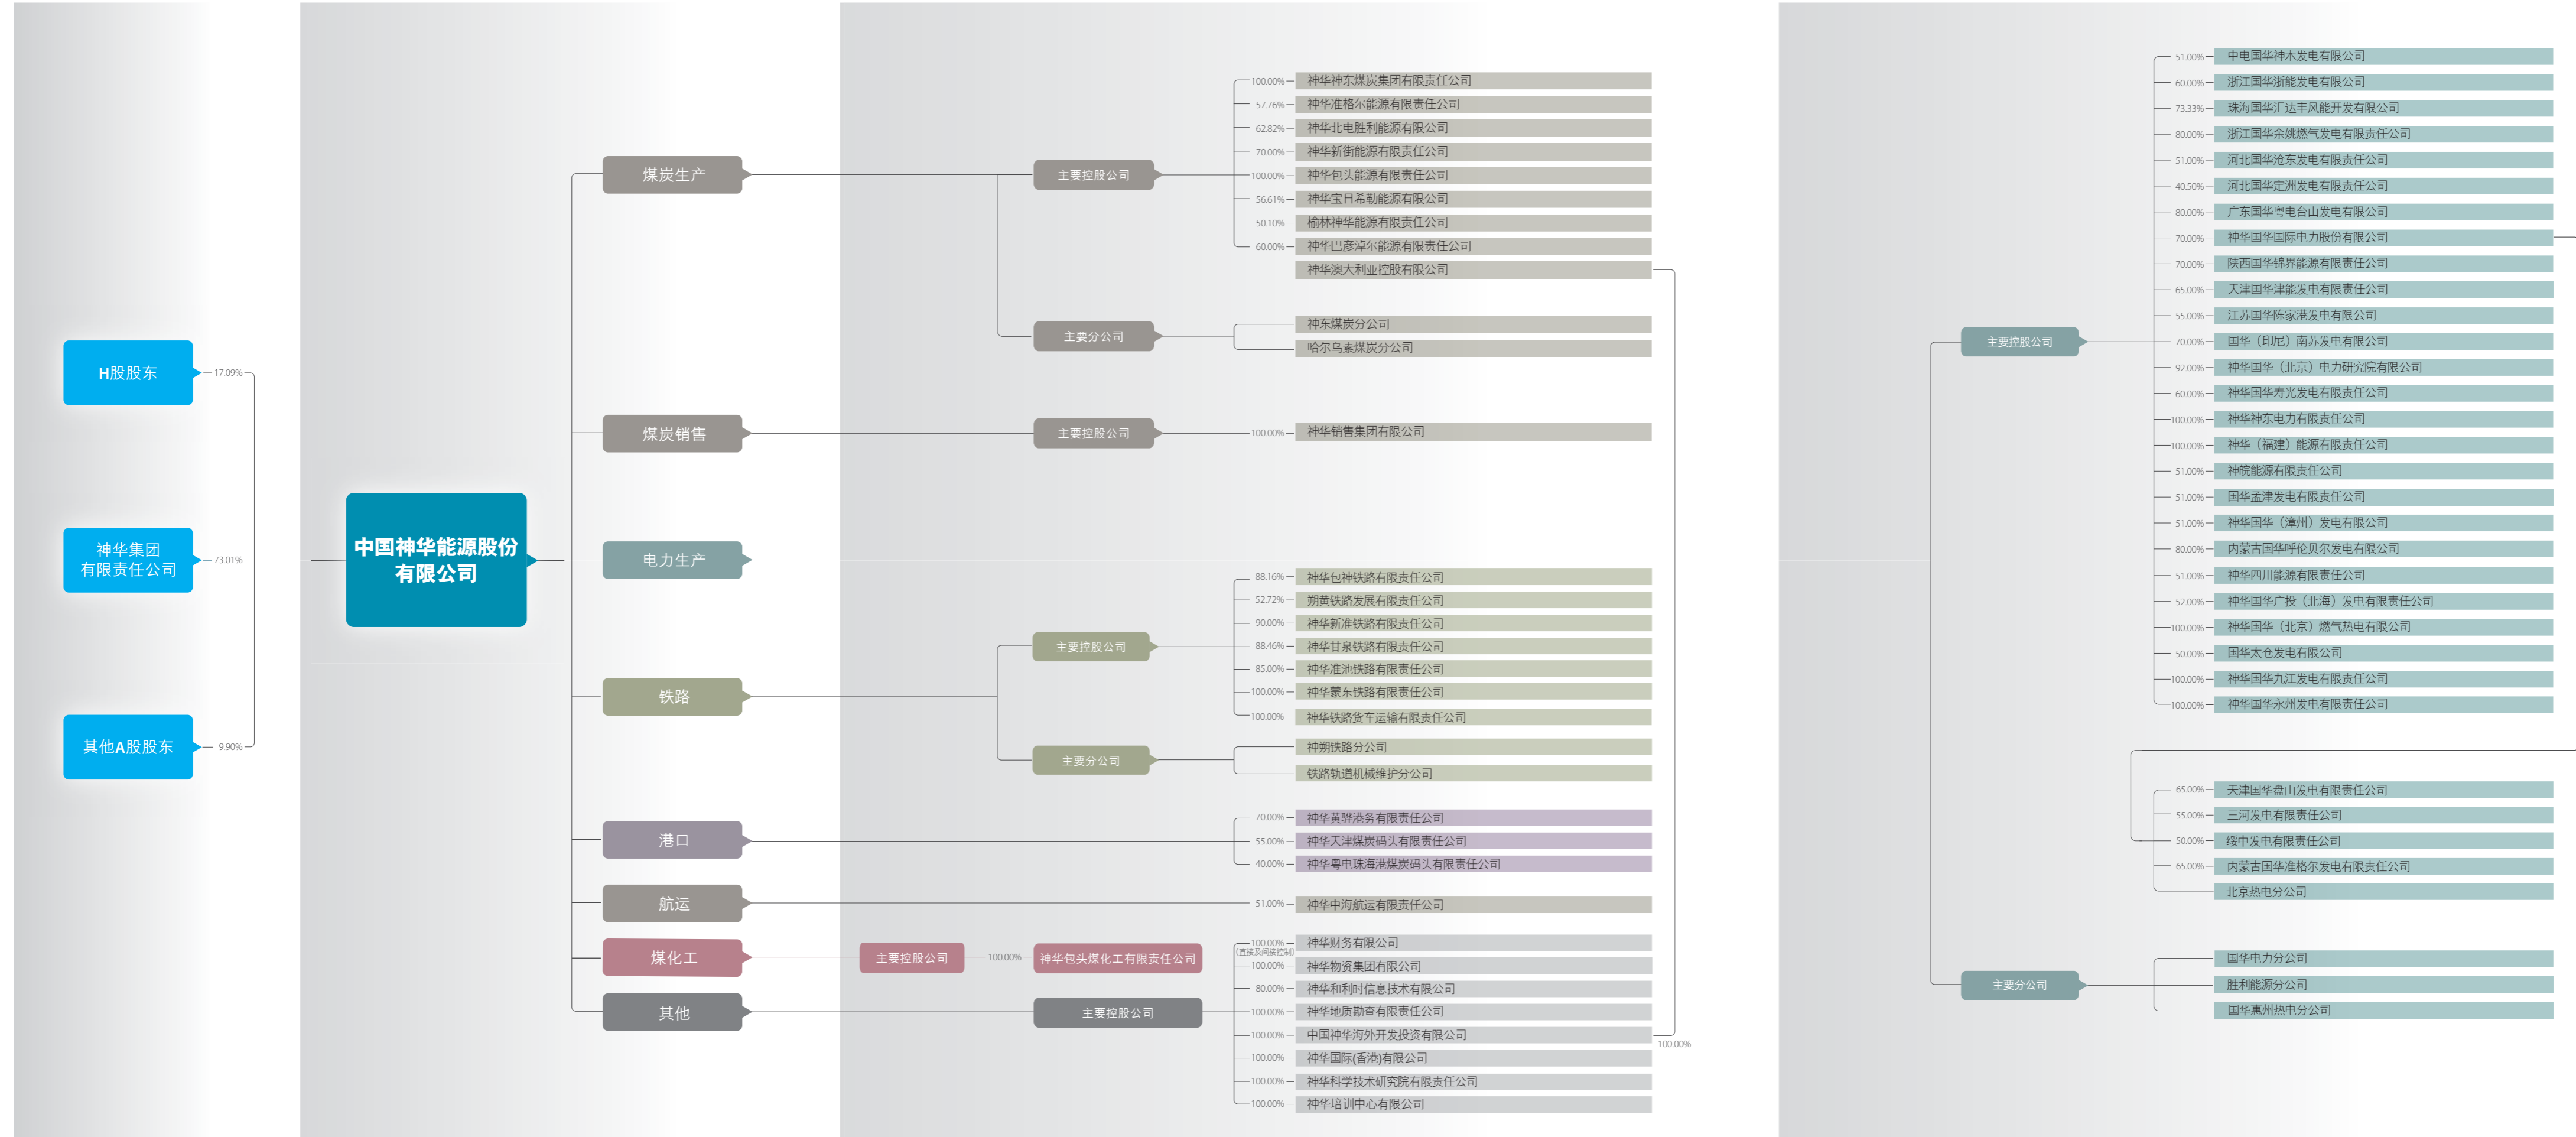 H股股东
17.09%
神华集团
有限责任公司
73.01%
其他A股股东
9.90%
中国神华能源股份
有限公司
煤炭生产
主要控股公司
100.00%
神华神东煤炭集团有限责任公司
57.76%
神华准格尔能源有限责任公司
62.82%
神华北电胜利能源有限公司
70.00%
神华新街能源有限责任公司
100.00%
神华包头能源有限责任公司
56.61%
神华宝日希勒能源有限公司
50.10%
榆林神华能源有限责任公司
60.00%
神华巴彦淖尔能源有限责任公司
神华澳大利亚控股有限公司
主要分公司
神东煤炭分公司
哈尔乌素煤炭分公司
煤炭销售
主要控股公司
100.00%
神华销售集团有限公司
电力生产
铁路
主要控股公司
88.16%
神华包神铁路有限责任公司
52.72%
朔黄铁路发展有限责任公司
90.00%
神华新准铁路有限责任公司
88.46%
神华甘泉铁路有限责任公司
85.00%
神华准池铁路有限责任公司
100.00%
神华蒙东铁路有限责任公司
100.00%
神华铁路货车运输有限责任公司
主要分公司
神朔铁路分公司
铁路轨道机械维护分公司
港口
70.00%
神华黄骅港务有限责任公司
55.00%
神华天津煤炭码头有限责任公司
40.00%
神华粤电珠海港煤炭码头有限责任公司
航运
51.00%
神华中海航运有限责任公司
煤化工
主要控股公司
100.00%
神华包头煤化工有限责任公司
其他
主要控股公司
100.00%
(直接及间接控制)
神华财务有限公司
100.00%
神华物资集团有限公司
80.00%
神华和利时信息技术有限公司
100.00%
神华地质勘查有限责任公司
100.00%
中国神华海外开发投资有限公司
100.00%
神华国际(香港)有限公司
100.00%
神华科学技术研究院有限责任公司
100.00%
神华培训中心有限公司
100.00%
主要控股公司
51.00%
中电国华神木发电有限公司
60.00%
浙江国华浙能发电有限公司
73.33%
珠海国华汇达丰风能开发有限公司
80.00%
浙江国华余姚燃气发电有限责任公司
51.00%
河北国华沧东发电有限责任公司
40.50%
河北国华定洲发电有限责任公司
80.00%
广东国华粤电台山发电有限公司
70.00%
神华国华国际电力股份有限公司
70.00%
陕西国华锦界能源有限责任公司
65.00%
天津国华津能发电有限责任公司
55.00%
江苏国华陈家港发电有限公司
70.00%
国华（印尼）南苏发电有限公司
92.00%
神华国华（北京）电力研究院有限公司
60.00%
神华国华寿光发电有限责任公司
100.00%
神华神东电力有限责任公司
100.00%
神华（福建）能源有限责任公司
51.00%
神皖能源有限责任公司
51.00%
国华孟津发电有限责任公司
51.00%
神华国华（漳州）发电有限公司
80.00%
内蒙古国华呼伦贝尔发电有限公司
51.00%
神华四川能源有限责任公司
52.00%
神华国华广投（北海）发电有限责任公司
100.00%
神华国华（北京）燃气热电有限公司
50.00%
国华太仓发电有限公司
100.00%
神华国华九江发电有限责任公司
100.00%
神华国华永州发电有限责任公司
65.00%
天津国华盘山发电有限责任公司
55.00%
三河发电有限责任公司
50.00%
绥中发电有限责任公司
65.00%
内蒙古国华准格尔发电有限责任公司
北京热电分公司
主要分公司
国华电力分公司
胜利能源分公司
国华惠州热电分公司